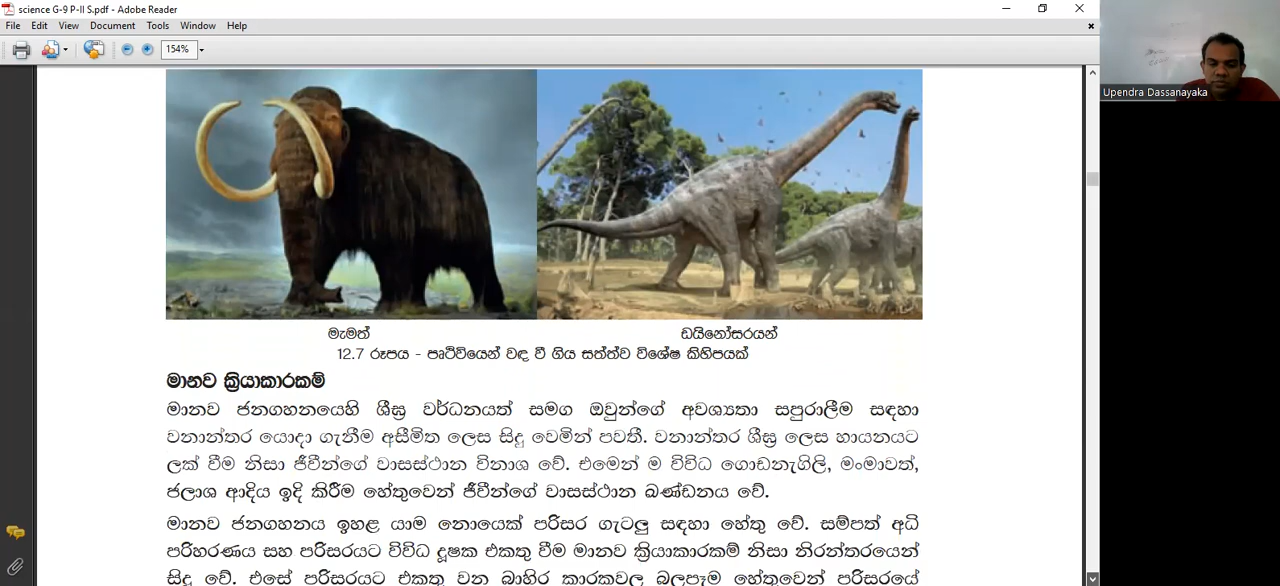 science G-9 P-II S.pdf - Adobe Reader
File Edit View Document Tools Window Help
154%
Upendra Dassanayaka
මැමත් ඩයිනෝසරයන්
12.7 රූපය - පෘථිවියෙන් වඳ වී ගිය සත්ත්ව විශේෂ කිහිපයක්
මානව ක්‍රියාකාරකම්
මානව ජනගහනයෙහි ශීඝ්‍ර වර්ධනයත් සමග ඔවුන්ගේ අවශ්‍යතා සපුරාලීම සඳහා
වනාන්තර යොදා ගැනීම අසීමිත ලෙස සිදු වෙමින් පවතී. වනාන්තර ශීඝ්‍ර ලෙස හායනයට
ලක් වීම නිසා ජීවීන්ගේ වාසස්ථාන විනාශ වේ. එමෙන් ම විවිධ ගොඩනැගිලි, මංමාවත්,
ජලාශ ආදිය ඉදි කිරීම හේතුවෙන් ජීවීන්ගේ වාසස්ථාන ඛණ්ඩනය වේ.
මානව ජනගහනය ඉහළ යාම නොයෙක් පරිසර ගැටලු සඳහා හේතු වේ. සම්පත් අධි
පරිහරණය සහ පරිසරයට විවිධ දූෂක එකතු වීම මානව ක්‍රියාකාරකම් නිසා නිරන්තරයෙන්
සිදු වේ. එසේ පරිසරයට එකතු වන බාහිර කාරකවල බලපෑම හේතුවෙන් පරිසරයේ